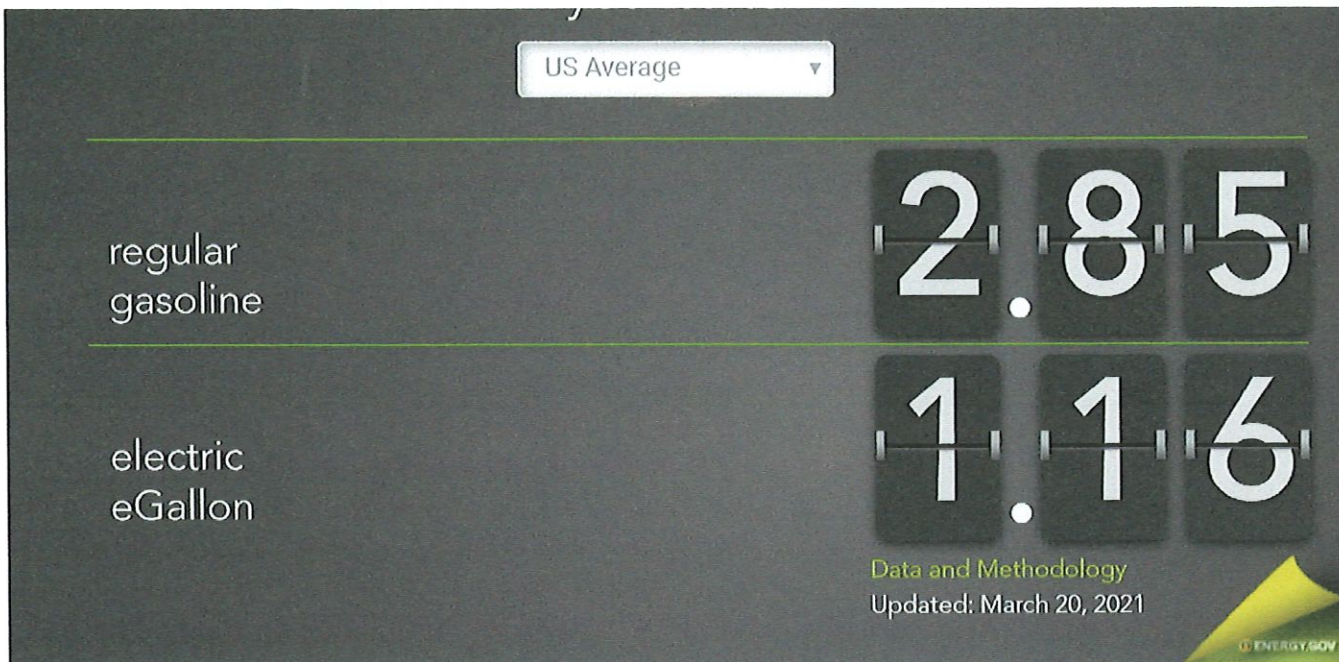 US Average
regular
gasoline
2.85
electric
eGallon
1.16
Data and Methodology
Updated: March 20, 2021
ENERGY.GOV